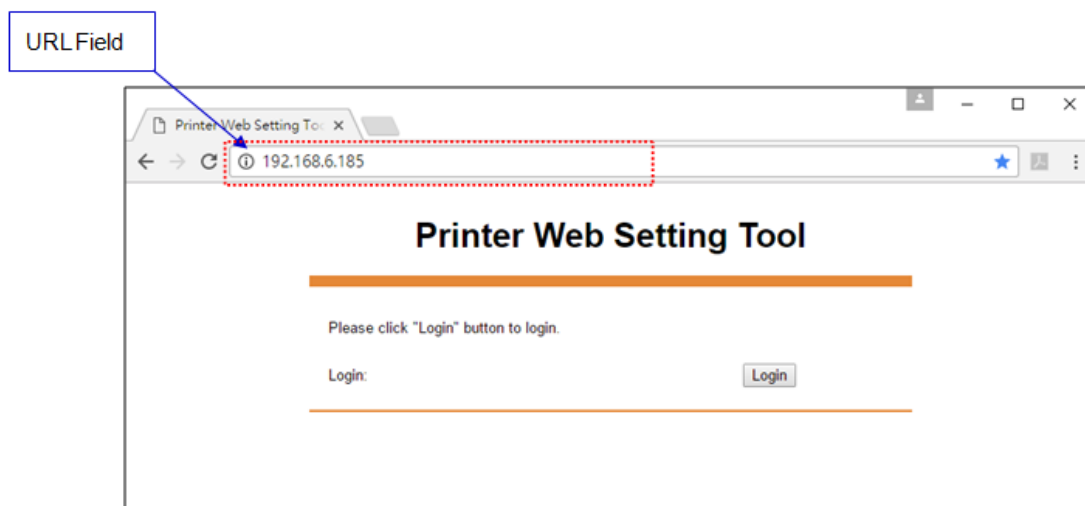 URL Field
Printer Web Setting Too
192.168.6.185
Printer Web Setting Tool
Please click "Login" button to login.
Login:
Login